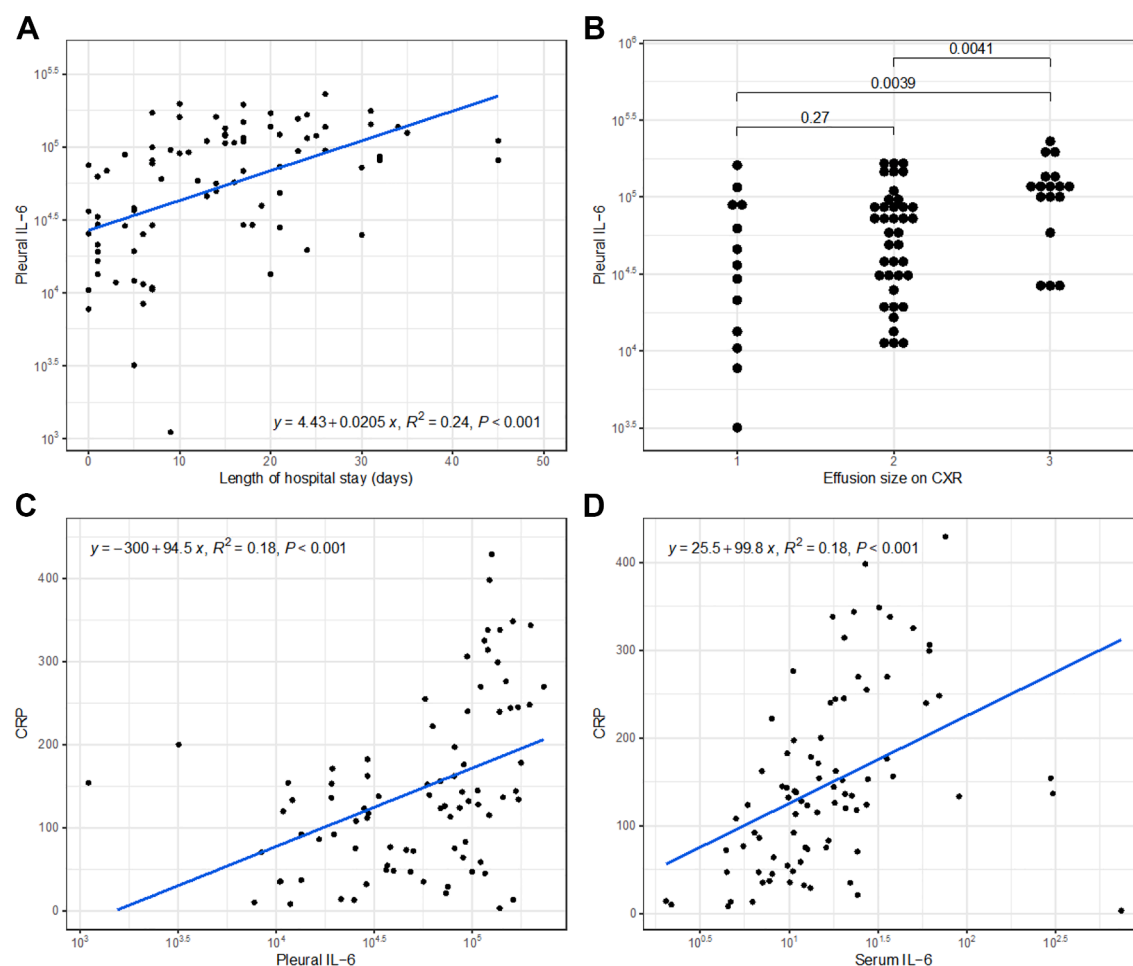 A
Pleural IL-6
10^5.5
10^5
10^4.5
10^4
10^3.5
10^3
y = 4.43 + 0.0205 x, R^2 = 0.24, P < 0.001
0 10 20 30 40 50
Length of hospital stay (days)
B
Pleural IL-6
10^6
10^5.5
10^5
10^4.5
10^4
10^3.5
0.0041
0.0039
0.27
1 2 3
Effusion size on CXR
C
CRP
y = −300 + 94.5 x, R^2 = 0.18, P < 0.001
400
300
200
100
0
10^3 10^3.5 10^4 10^4.5 10^5
Pleural IL-6
D
CRP
y = 25.5 + 99.8 x, R^2 = 0.18, P < 0.001
400
300
200
100
0
10^0.5 10^1 10^1.5 10^2 10^2.5
Serum IL-6